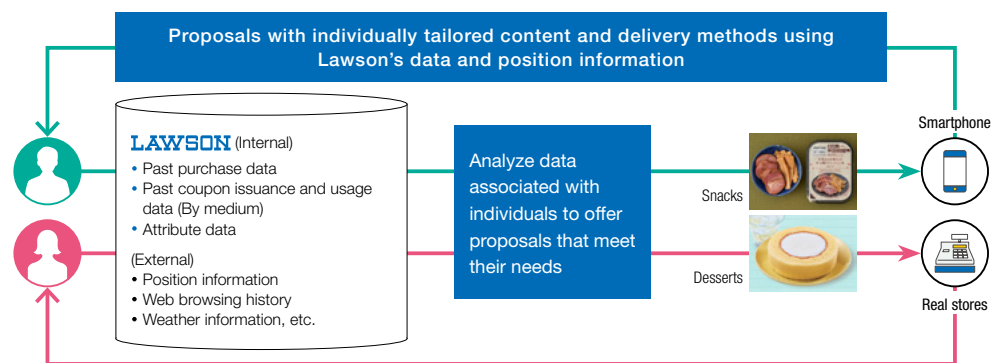 Proposals with individually tailored content and delivery methods using
Lawson's data and position information
LAWSON (Internal)
• Past purchase data
• Past coupon issuance and usage
data (By medium)
• Attribute data
(External)
• Position information
• Web browsing history
• Weather information, etc.
Analyze data
associated with
individuals to offer
proposals that meet
their needs
Snacks
Desserts
Smartphone
Real stores